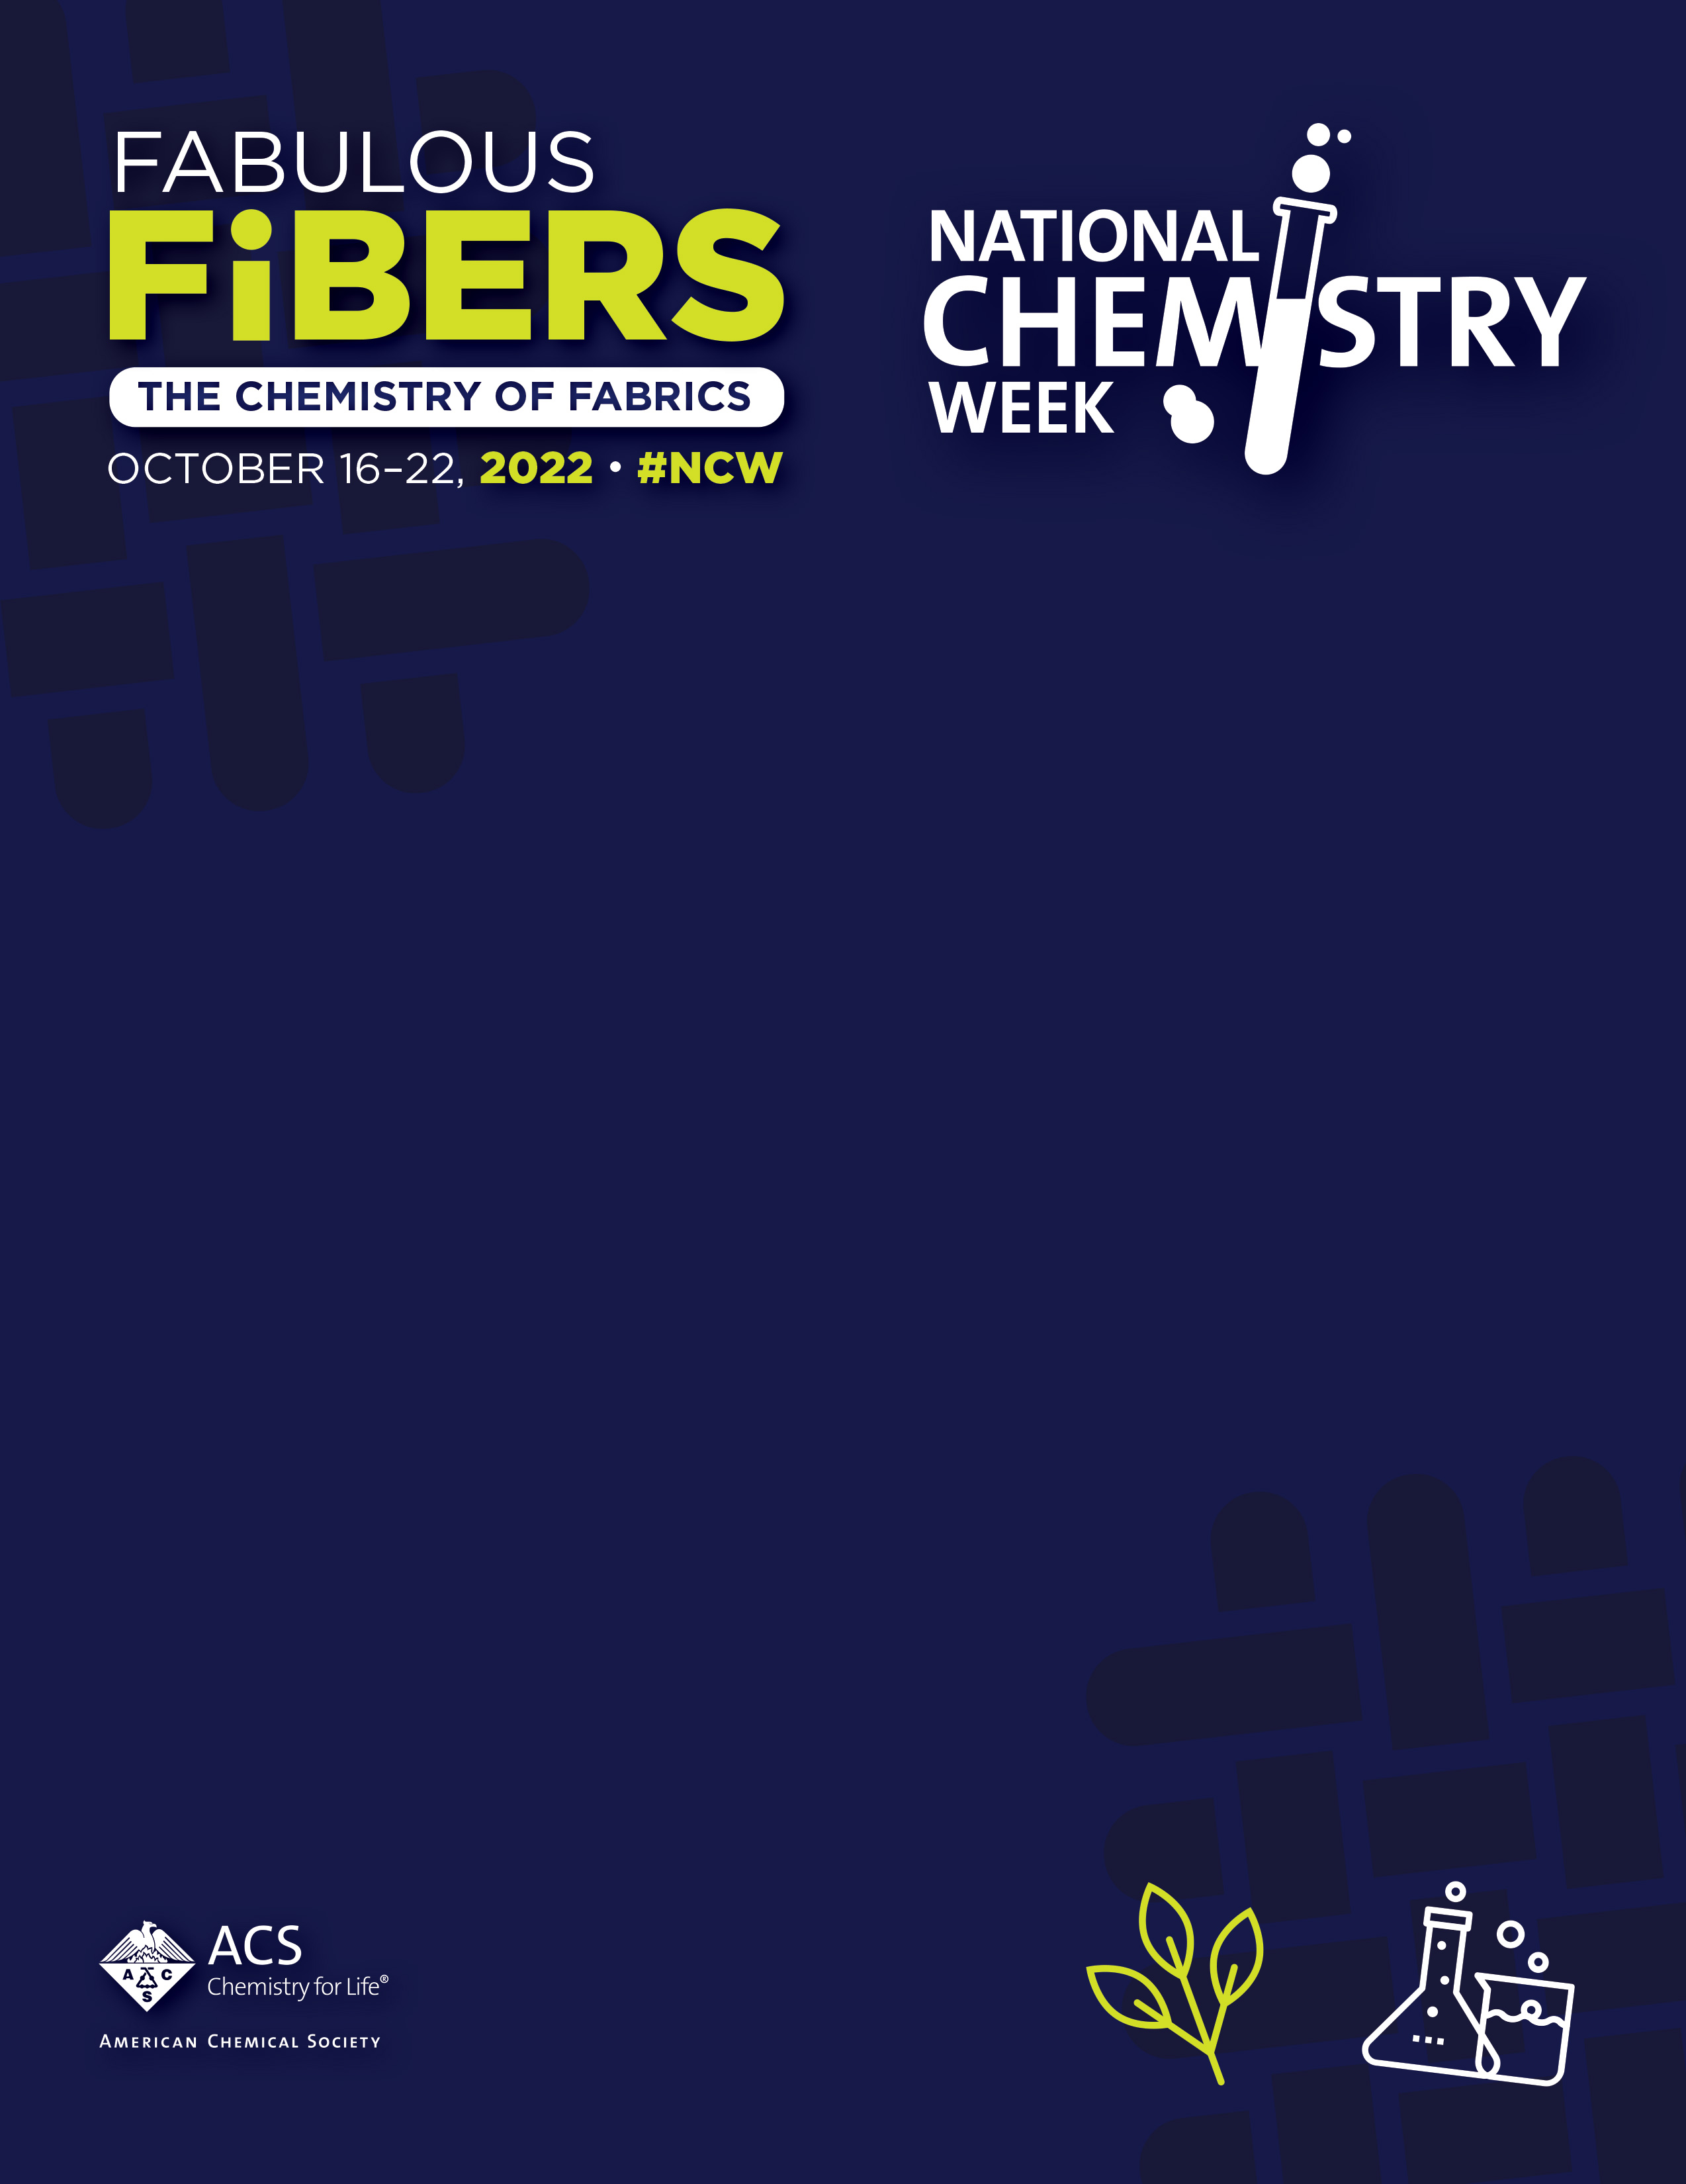 FABULOUS
FiBERS
THE CHEMISTRY OF FABRICS
OCTOBER 16–22, 2022 • #NCW
NATIONAL
CHEMISTRY
WEEK
A C
S
ACS
Chemistry for Life®
AMERICAN CHEMICAL SOCIETY